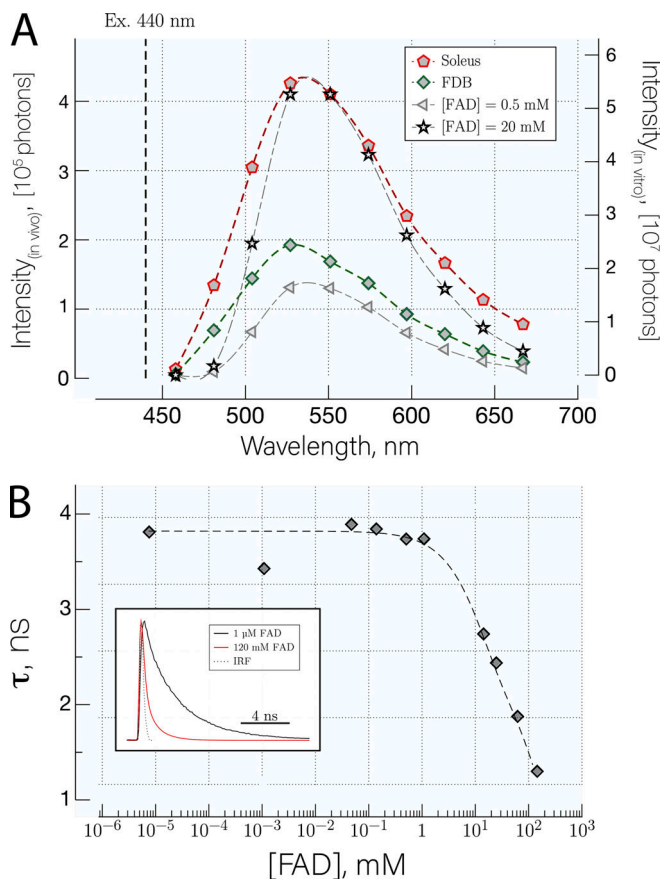 A
Ex. 440 nm
Intensity(in vivo), [10⁵ photons]
4
3
2
1
0
Soleus
FDB
[FAD] = 0.5 mM
[FAD] = 20 mM
6
5
4
3
2
1
0
Intensity(in vitro), [10⁷ photons]
450 500 550 600 650 700
Wavelength, nm
B
τ, ns
4
3
2
1
1 µM FAD
120 mM FAD
IRF
4 ns
10⁻⁶ 10⁻⁵ 10⁻⁴ 10⁻³ 10⁻² 10⁻¹ 1 10¹ 10² 10³
[FAD], mM